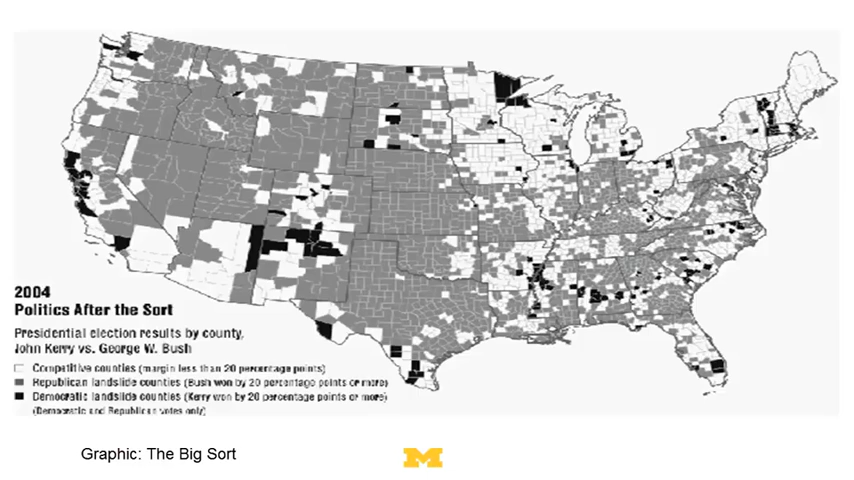 2004
Politics After the Sort
Presidential election results by county,
John Kerry vs. George W. Bush
Competitive counties (margin less than 20 percentage points)
Republican landslide counties (Bush won by 20 percentage points or more)
Democratic landslide counties (Kerry won by 20 percentage points or more)
(Democratic and Republican votes only)
Graphic: The Big Sort
M